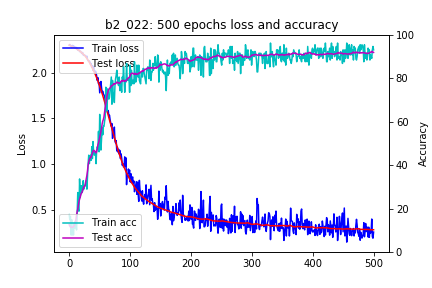 b2_022: 500 epochs loss and accuracy
Train loss
Test loss
Train acc
Test acc
Loss
2.0
1.5
1.0
0.5
Accuracy
100
80
60
40
20
0
0
100
200
300
400
500